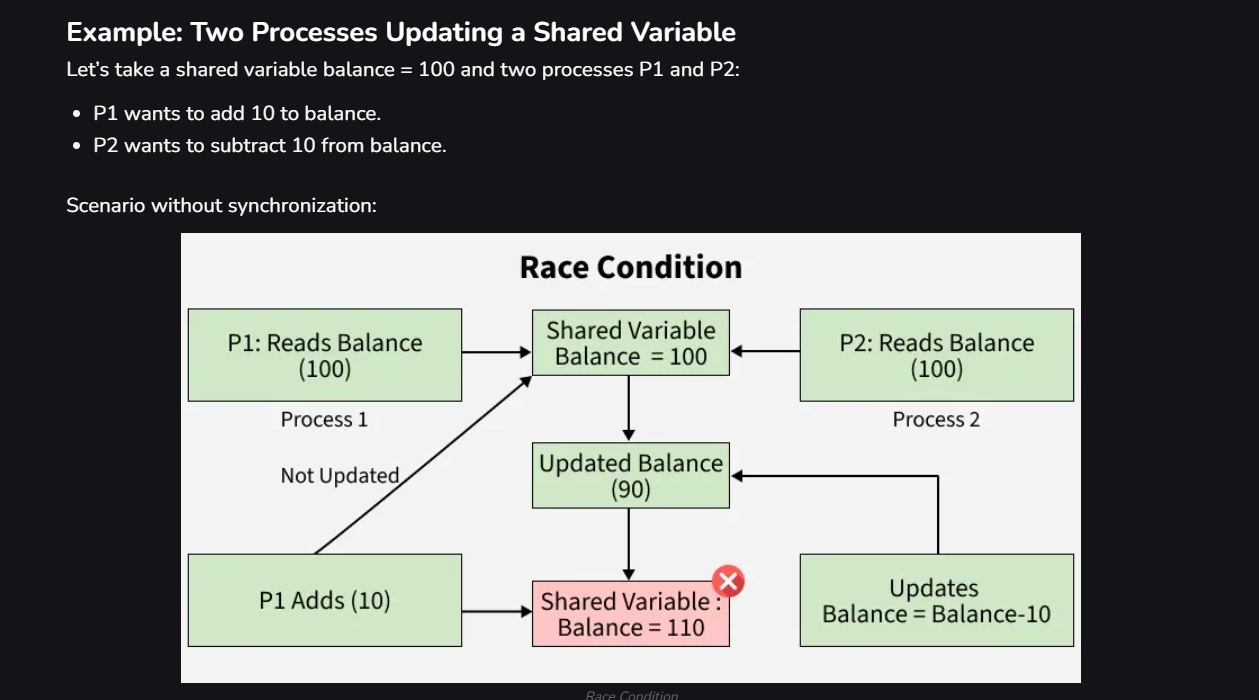 Example: Two Processes Updating a Shared Variable
Let’s take a shared variable balance = 100 and two processes P1 and P2:
• P1 wants to add 10 to balance.
• P2 wants to subtract 10 from balance.
Scenario without synchronization:
Race Condition
P1: Reads Balance
(100)
Shared Variable
Balance = 100
P2: Reads Balance
(100)
Process 1
Process 2
Not Updated
Updated Balance
(90)
P1 Adds (10)
Shared Variable :
Balance = 110
Updates
Balance = Balance-10
Race Condition